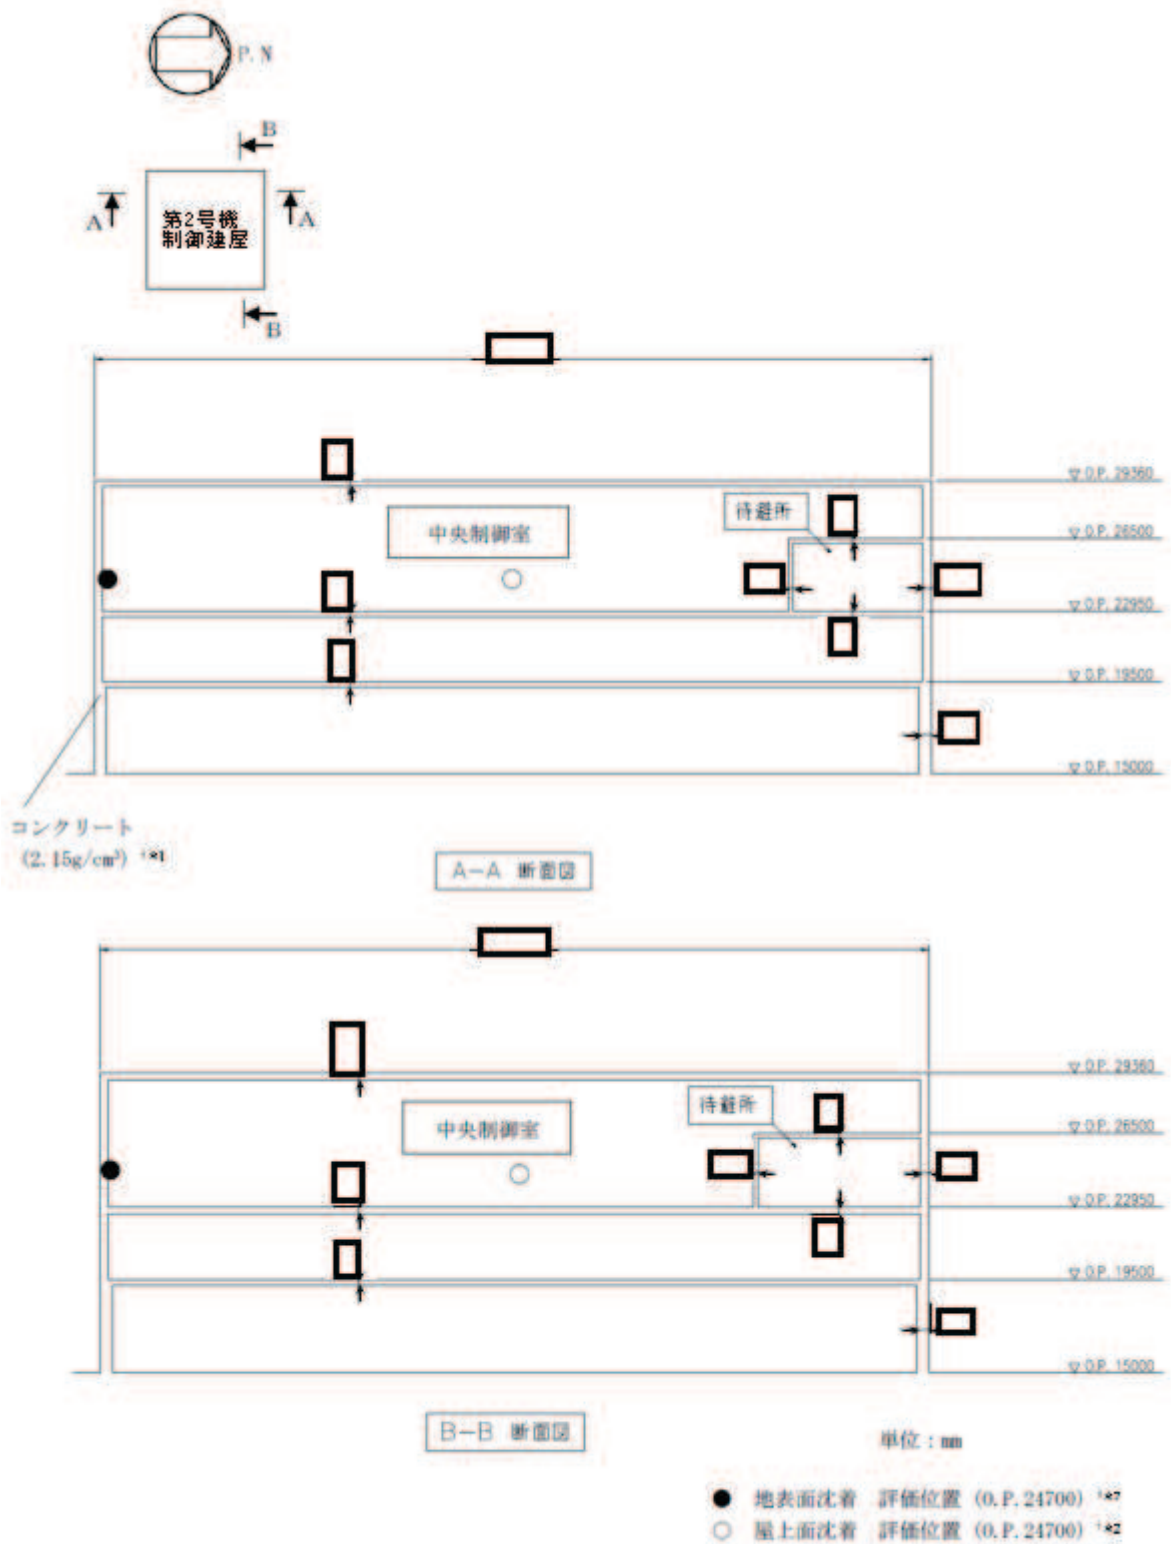 P.N
B
A
A
第2号機
制御建屋
B
▽O.P. 29360
待避所
▽O.P. 26500
中央制御室
▽O.P. 22950
▽O.P. 19500
▽O.P. 15000
コンクリート
(2.15g/cm³)
A－A 断面図
▽O.P. 29360
待避所
中央制御室
▽O.P. 26500
▽O.P. 22950
▽O.P. 19500
▽O.P. 15000
B－B 断面図
単位：mm
● 地表面沈着 評価位置 (O.P.24700)
○ 屋上面沈着 評価位置 (O.P.24700)